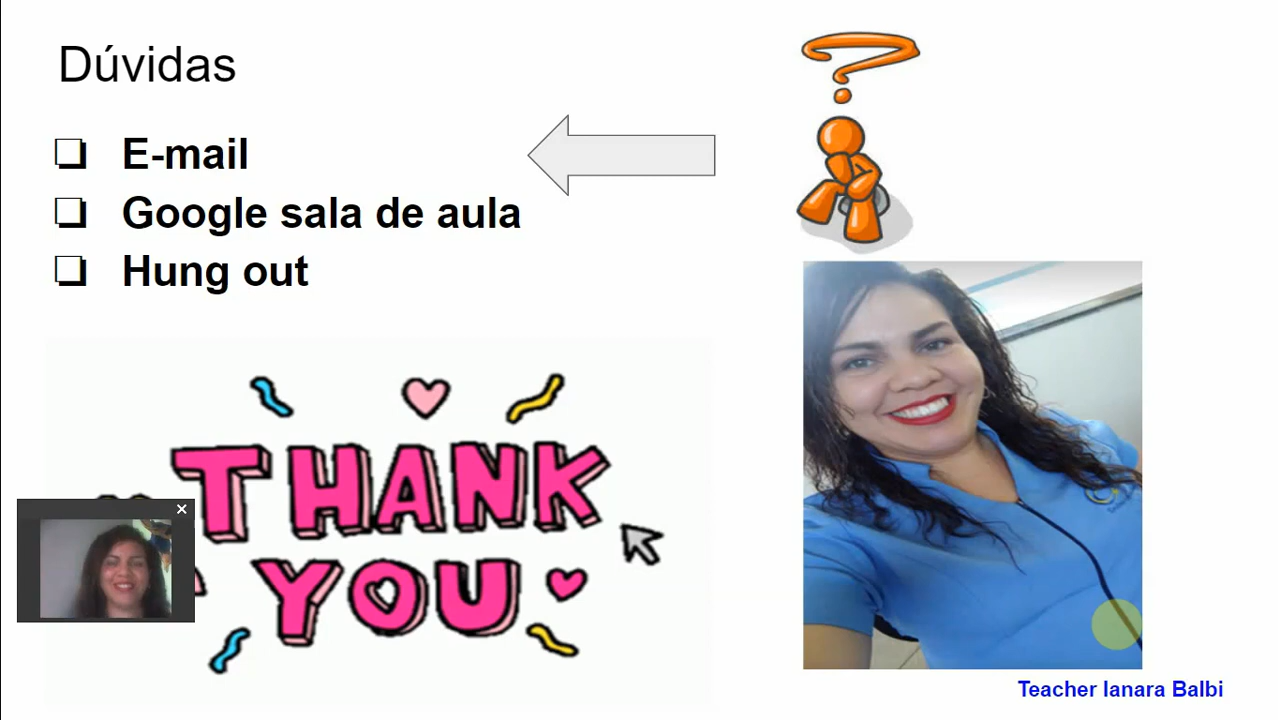 Dúvidas
E-mail
Google sala de aula
Hung out
THANK
YOU
Teacher Ianara Balbi